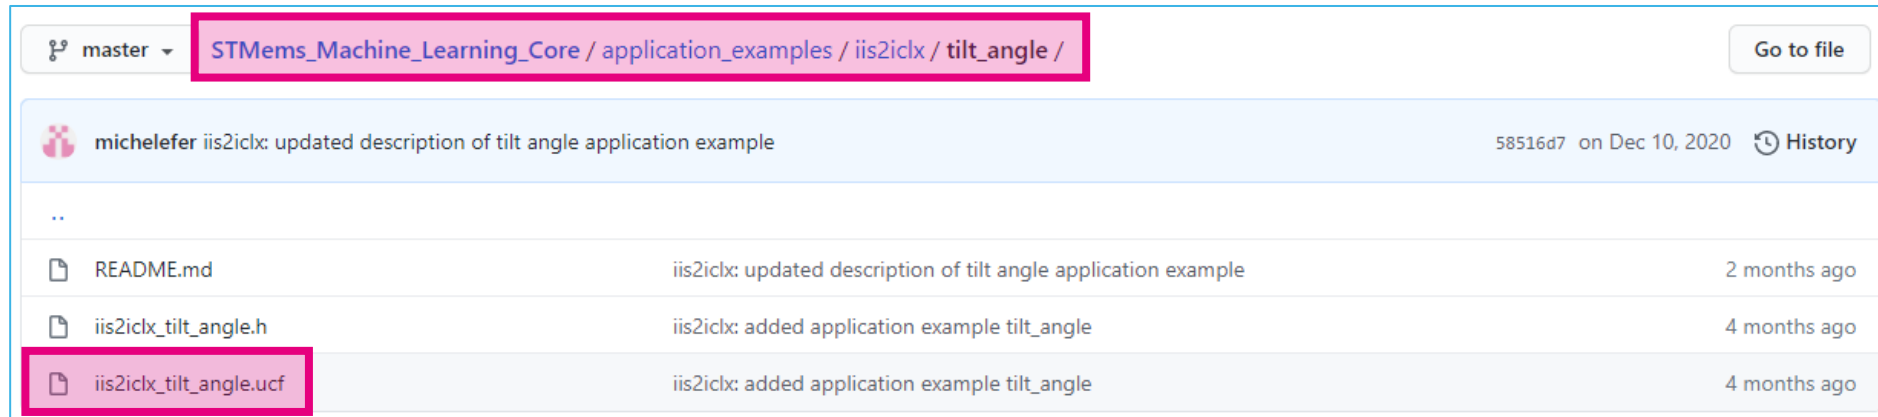 master STMems_Machine_Learning_Core / application_examples / iis2iclx / tilt_angle / Go to file
michelefer iis2iclx: updated description of tilt angle application example 58516d7 on Dec 10, 2020 History
..
README.md iis2iclx: updated description of tilt angle application example 2 months ago
iis2iclx_tilt_angle.h iis2iclx: added application example tilt_angle 4 months ago
iis2iclx_tilt_angle.ucf iis2iclx: added application example tilt_angle 4 months ago